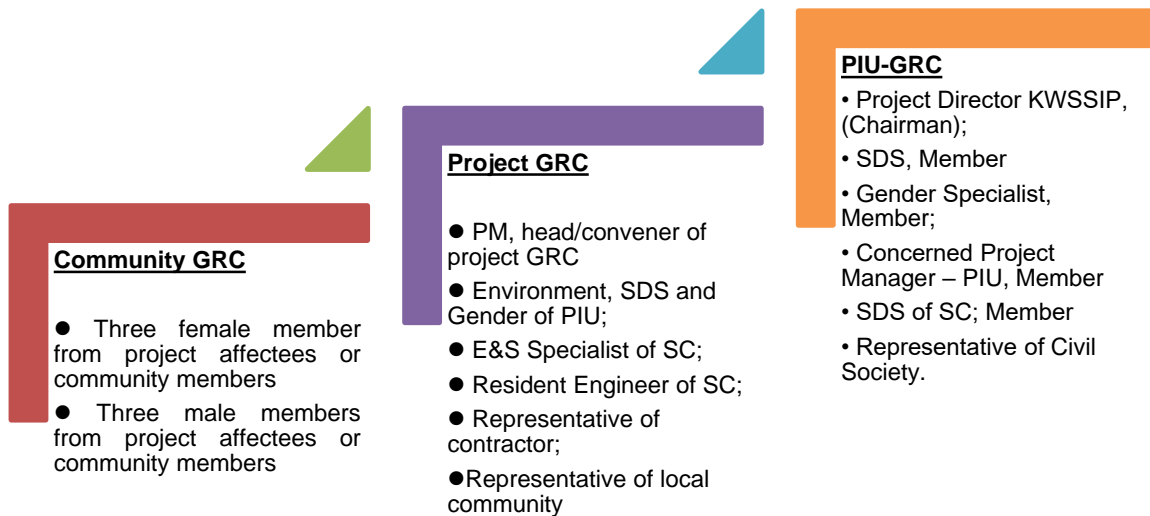 Community GRC
● Three female member
from project affectees or
community members
● Three male members
from project affectees or
community members
Project GRC
● PM, head/convener of
project GRC
● Environment, SDS and
Gender of PIU;
● E&S Specialist of SC;
● Resident Engineer of SC;
● Representative of
contractor;
●Representative of local
community
PIU-GRC
• Project Director KWSSIP,
(Chairman);
• SDS, Member
• Gender Specialist,
Member;
• Concerned Project
Manager – PIU, Member
• SDS of SC; Member
• Representative of Civil
Society.